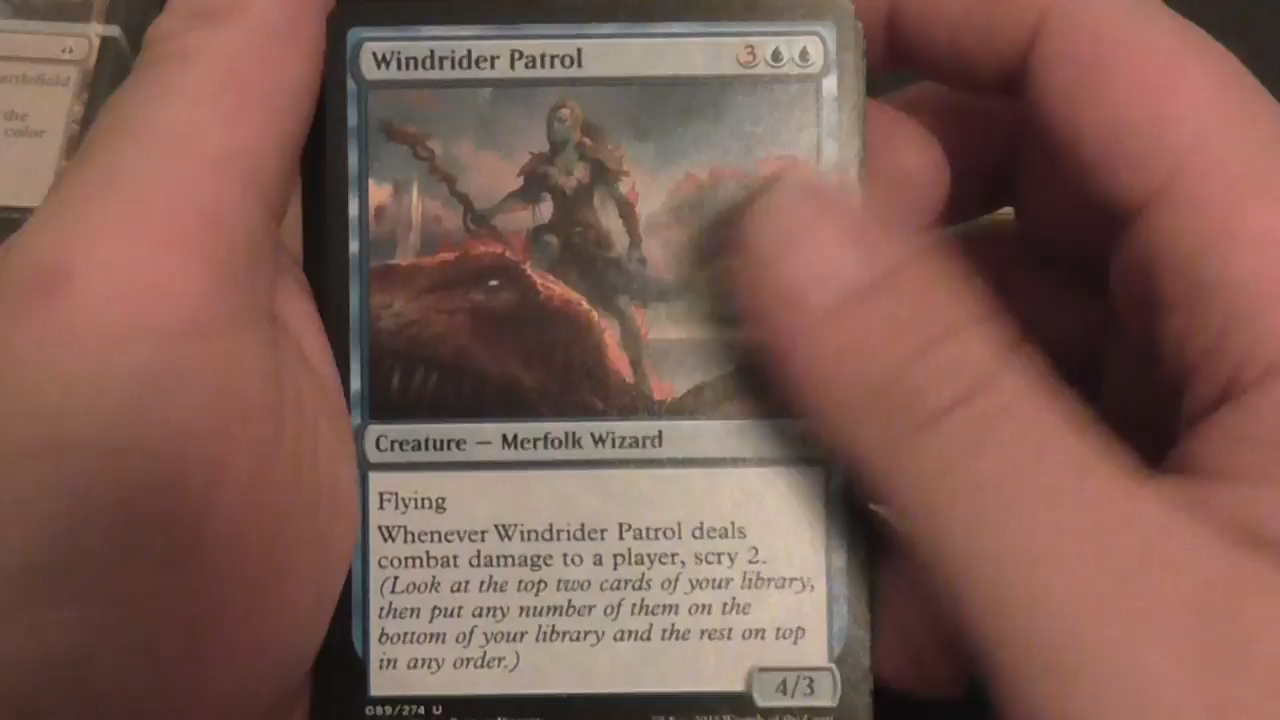 Windrider Patrol 3
Creature — Merfolk Wizard
Flying
Whenever Windrider Patrol deals
combat damage to a player, scry 2.
(Look at the top two cards of your library,
then put any number of them on the
bottom of your library and the rest on top
in any order.)
4/3
089/274 U
the
color